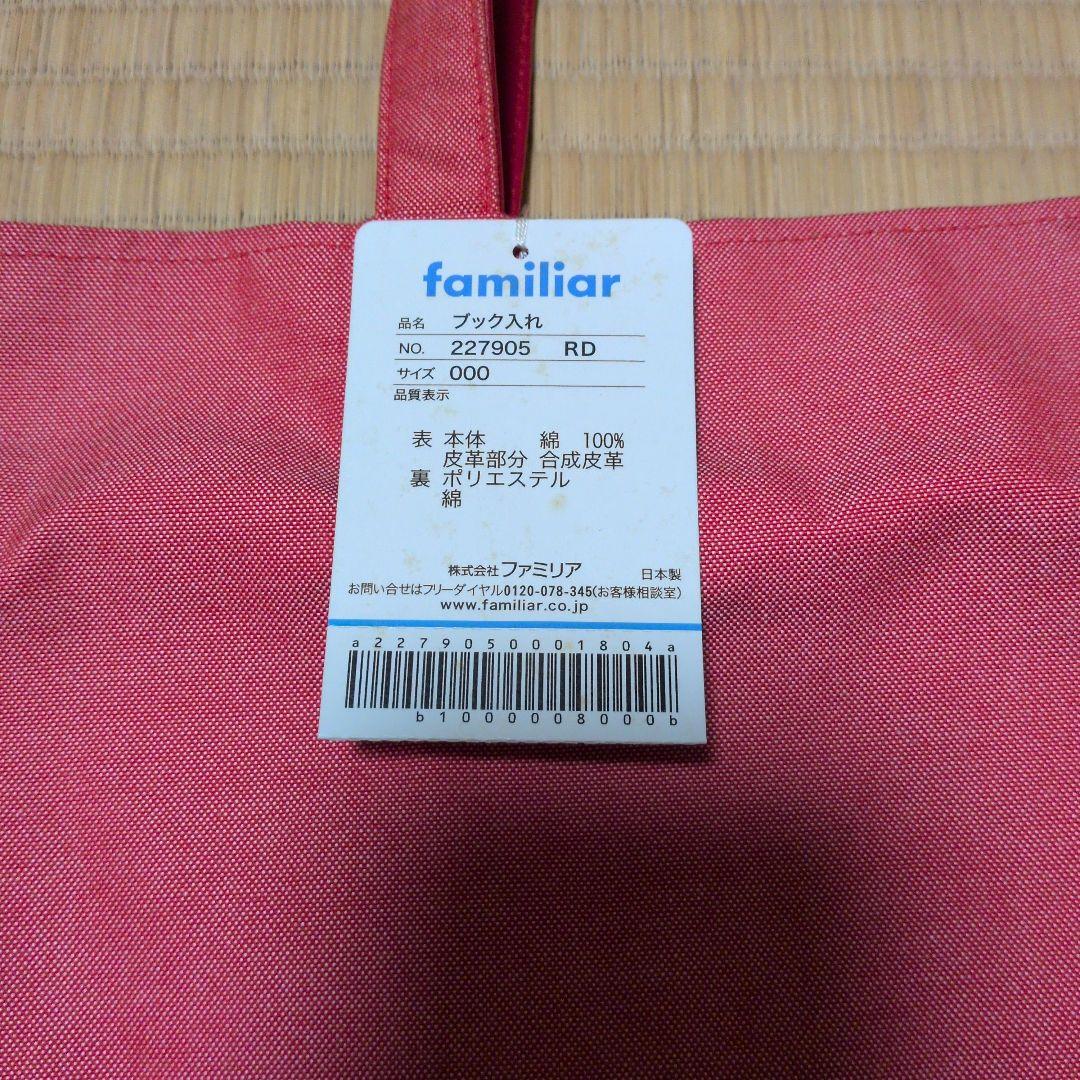 familiar
品名 ブック入れ
NO. 227905 RD
サイズ 000
品質表示
表 本体 綿 100%
皮革部分 合成皮革
裏 ポリエステル
綿
株式会社ファミリア 日本製
お問い合せはフリーダイヤル0120-078-345(お客様相談室)
www.familiar.co.jp
a2279050001804a
b1000008000b